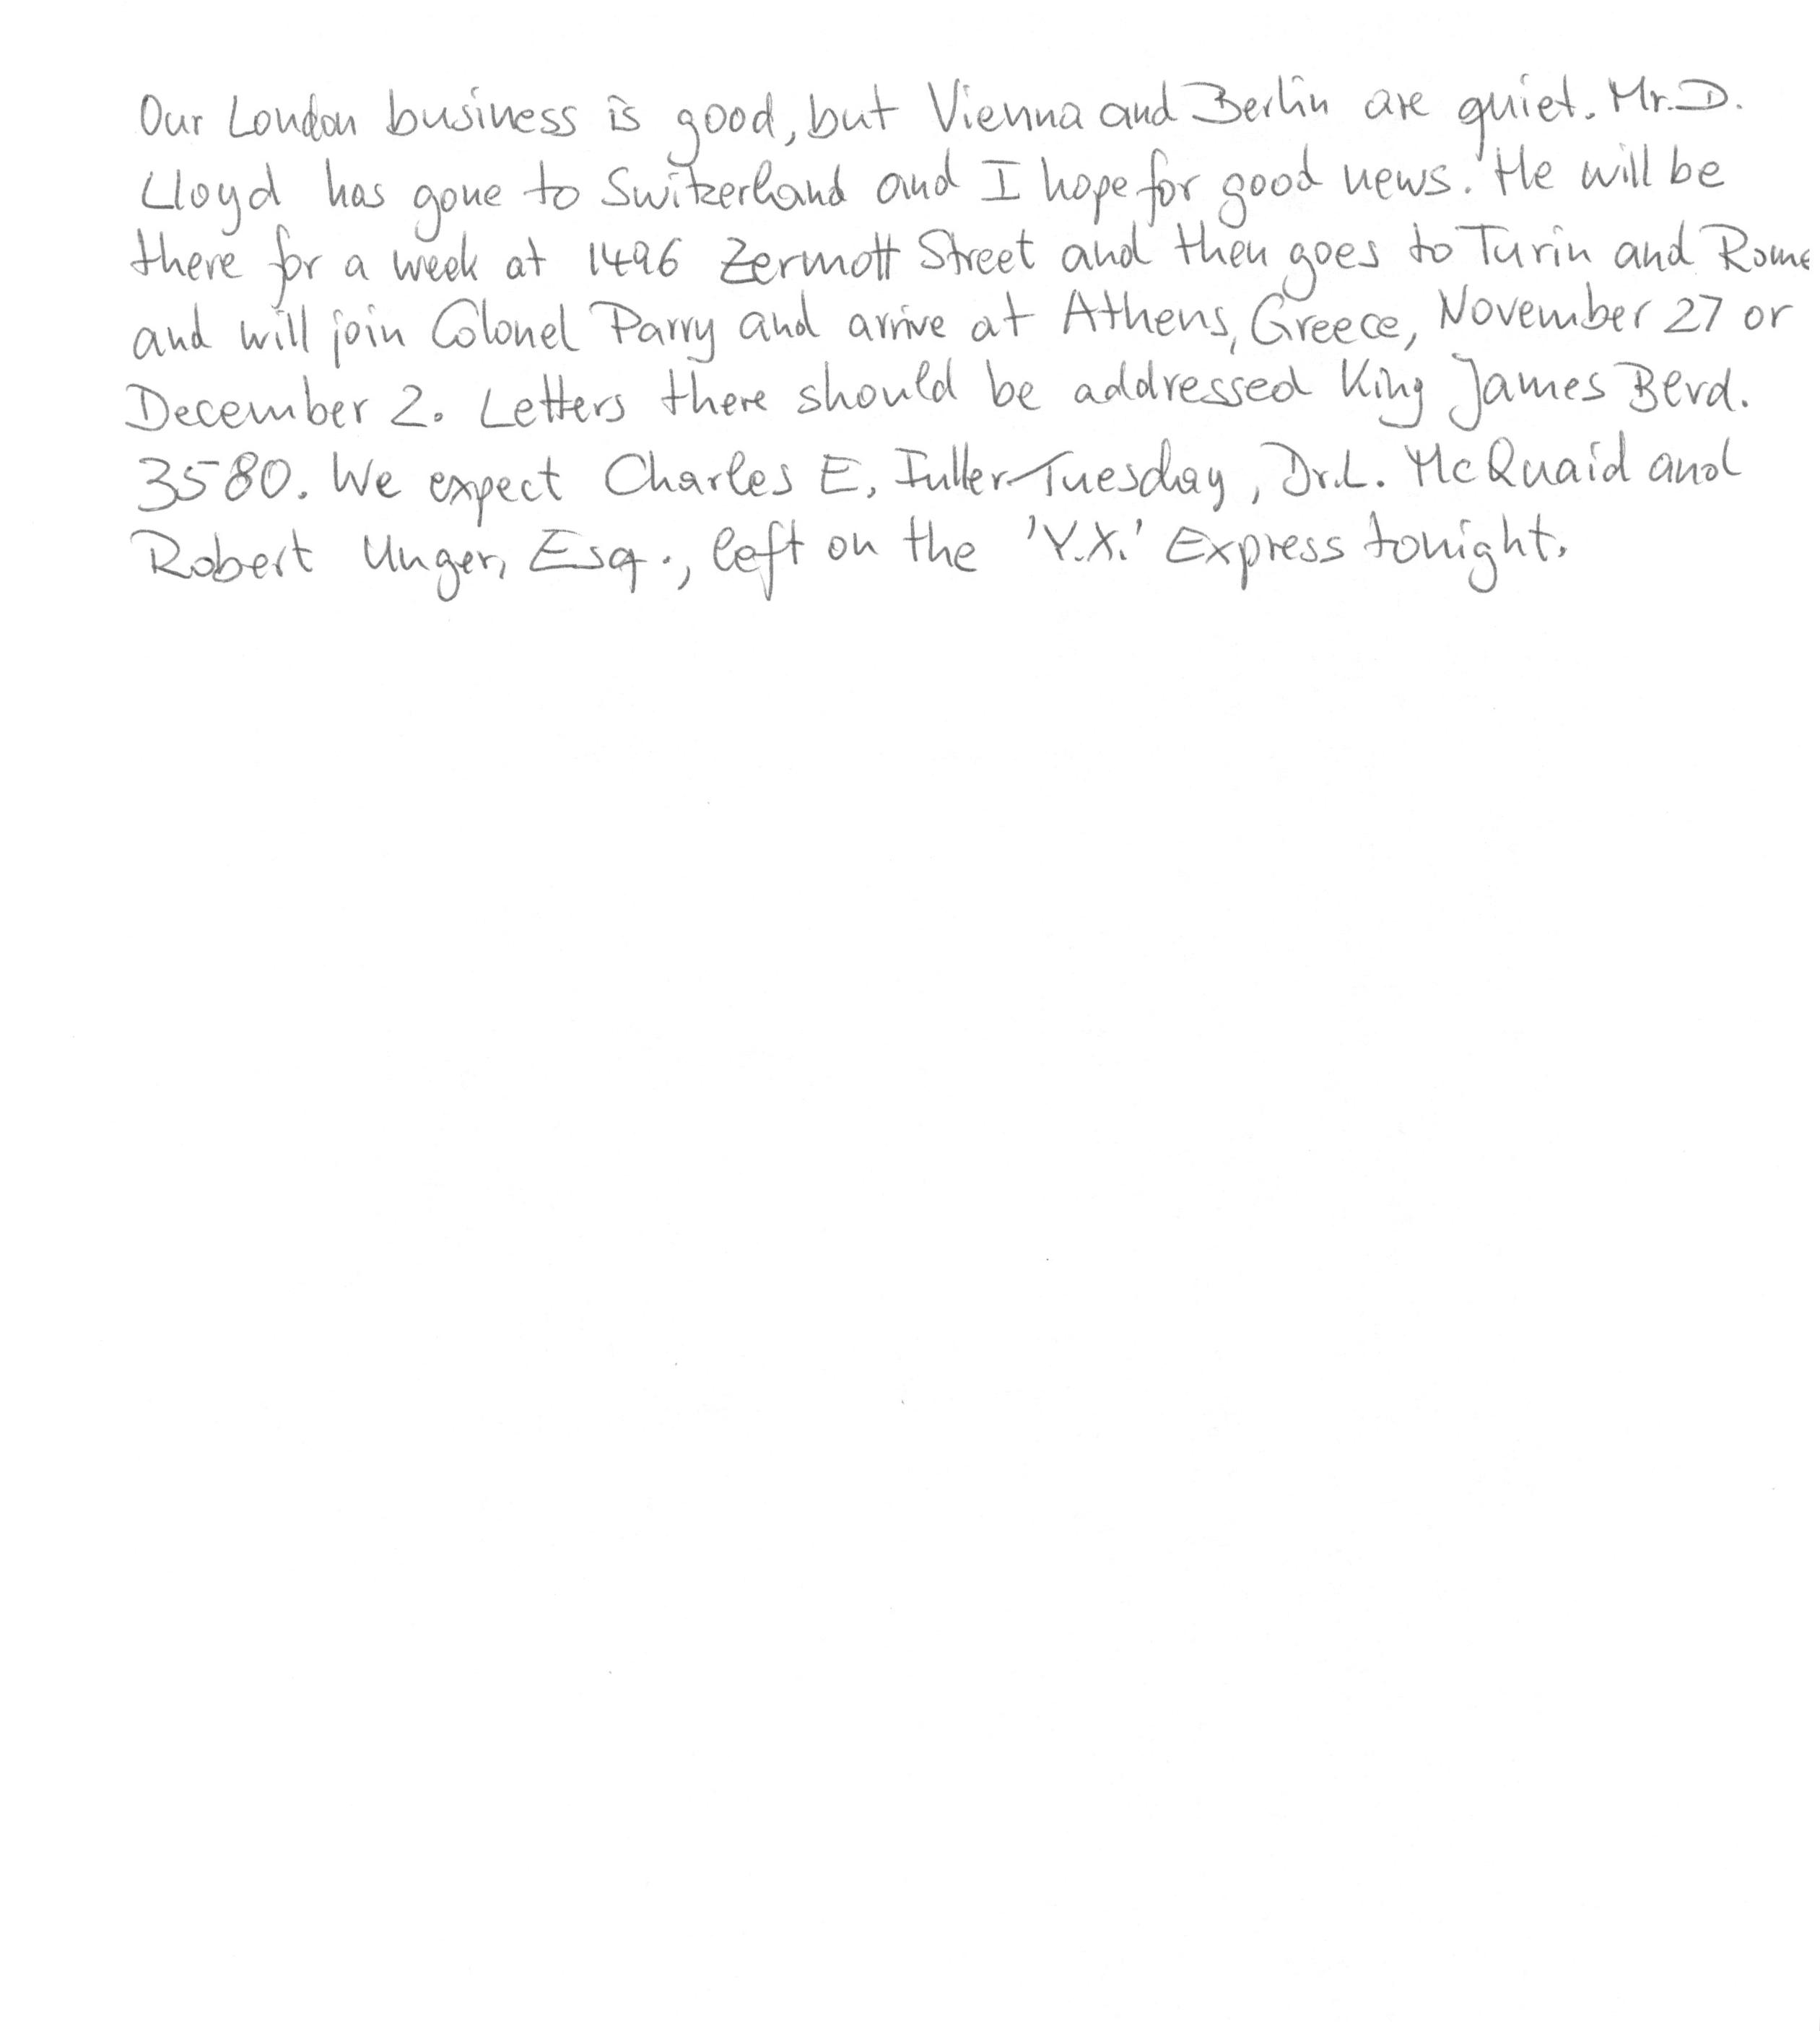 Our London business is good, but Vienna and Berlin are quiet. Mr. D.
Lloyd has gone to Switzerland and I hope for good news. He will be
there for a week at 1496 Zermott Street and then goes to Turin and Rome
and will join Colonel Parry and arrive at Athens, Greece, November 27 or
December 2. Letters there should be addressed King James Blvd.
3580. We expect Charles E. Fuller Tuesday, Dr. L. McQuaid and
Robert Unger, Esq., left on the 'Y.X.' Express tonight.